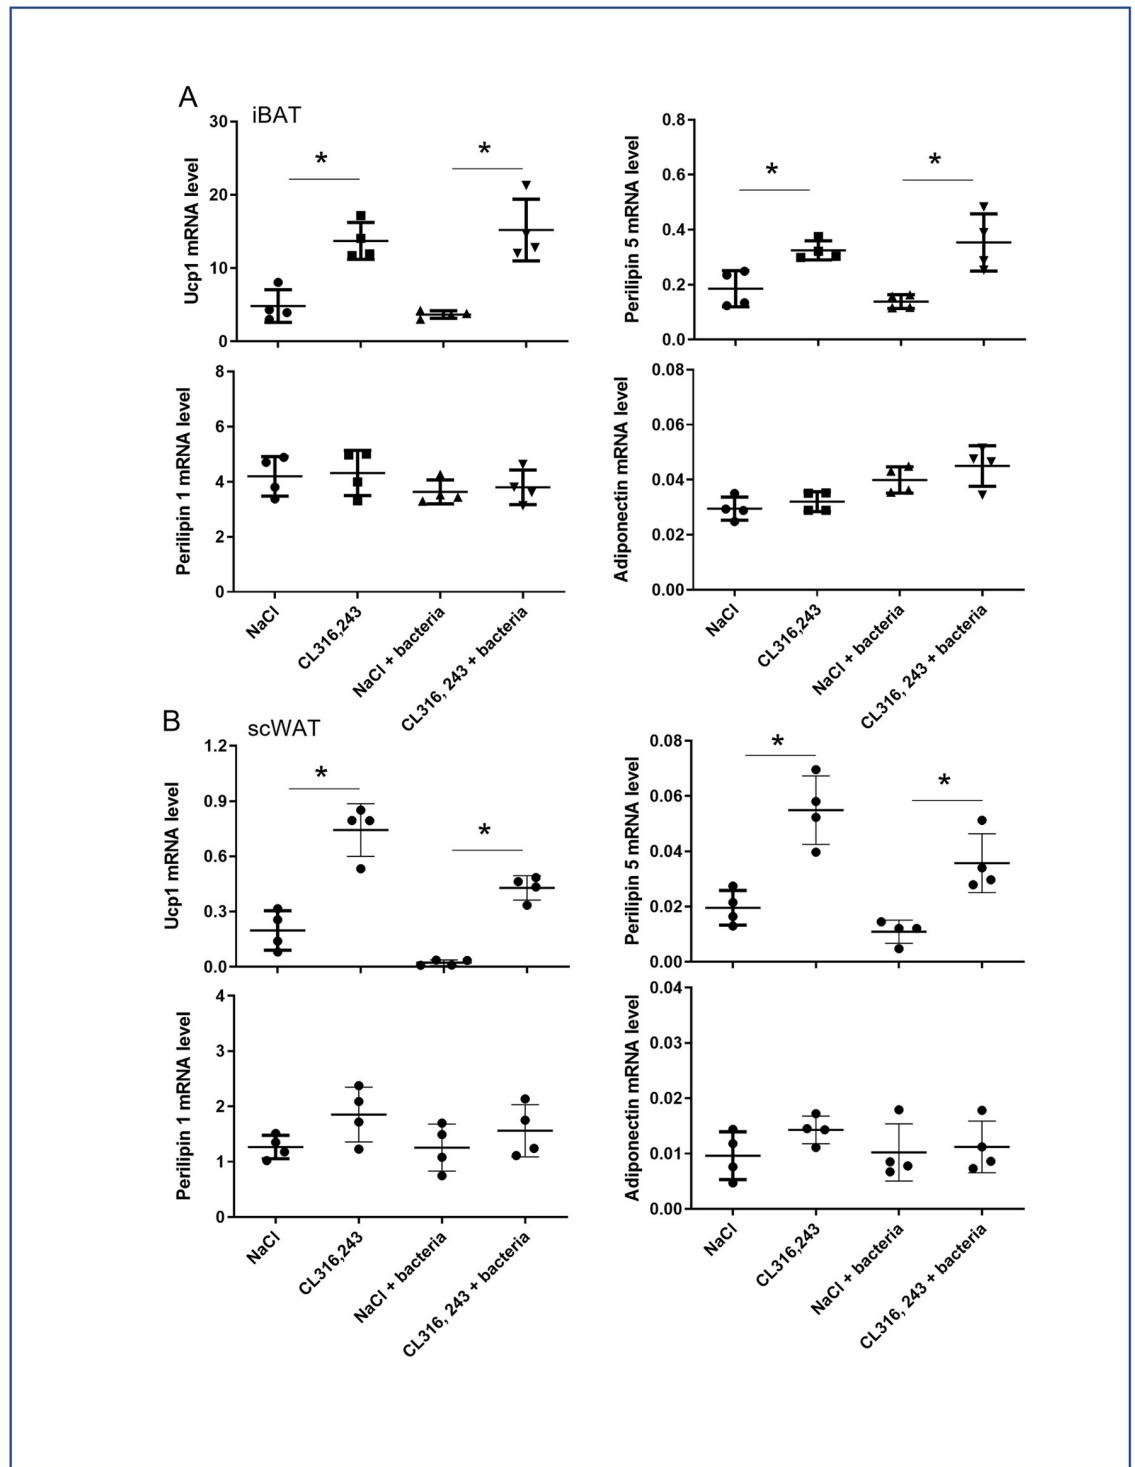 A
iBAT
Ucp1 mRNA level
30
20
10
0
*
*
Perilipin 5 mRNA level
0.8
0.6
0.4
0.2
0.0
*
*
Perilipin 1 mRNA level
8
6
4
2
0
NaCl
CL316,243
NaCl + bacteria
CL316, 243 + bacteria
Adiponectin mRNA level
0.08
0.06
0.04
0.02
0.00
NaCl
CL316,243
NaCl + bacteria
CL316, 243 + bacteria
B
scWAT
Ucp1 mRNA level
1.2
0.9
0.6
0.3
0.0
*
*
Perilipin 5 mRNA level
0.08
0.06
0.04
0.02
0.00
*
*
Perilipin 1 mRNA level
4
3
2
1
0
NaCl
CL316,243
NaCl + bacteria
CL316, 243 + bacteria
Adiponectin mRNA level
0.04
0.03
0.02
0.01
0.00
NaCl
CL316,243
NaCl + bacteria
CL316, 243 + bacteria